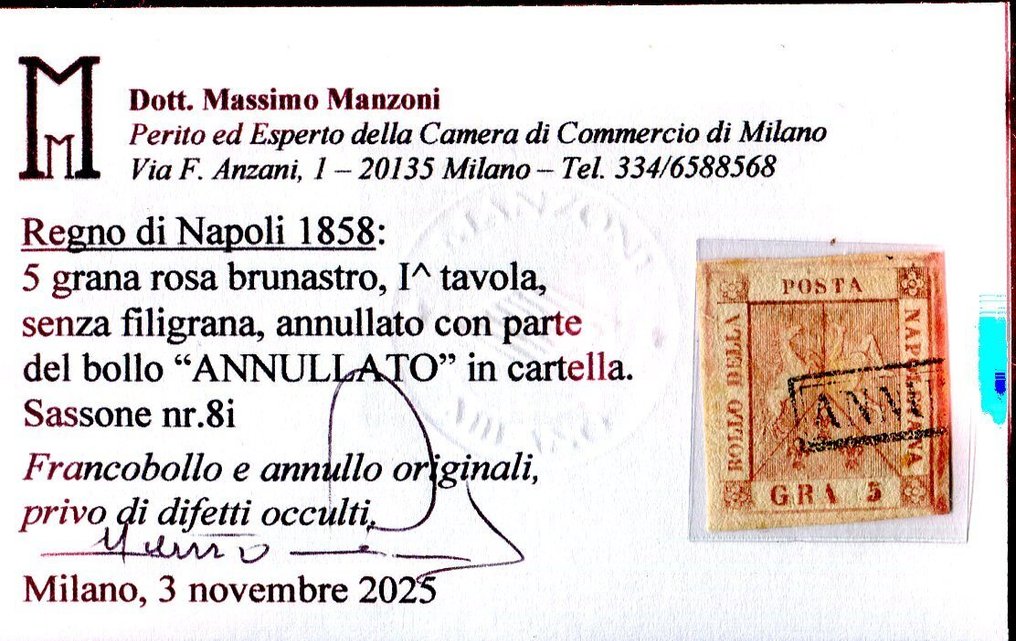 M
M
Dott. Massimo Manzoni
Perito ed Esperto della Camera di Commercio di Milano
Via F. Anzani, 1 – 20135 Milano – Tel. 334/6588568
Regno di Napoli 1858:
5 grana rosa brunastro, I^ tavola,
senza filigrana, annullato con parte
del bollo “ANNULLATO” in cartella.
Sassone nr.8i
Francobollo e annullo originali,
privo di difetti occulti.
Milano, 3 novembre 2025
POSTA
BOLLO DELLA
NAPOLETANA
ANN
GRA 5
MANZONI
MILANO